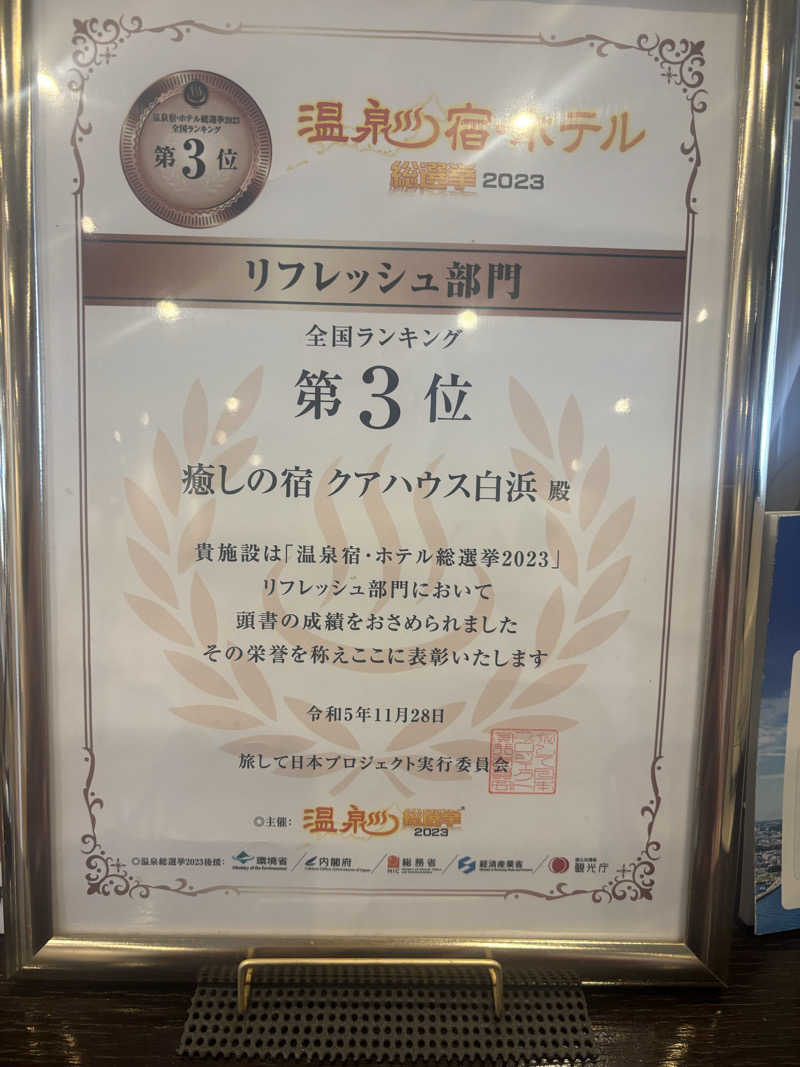 温泉宿・ホテル総選挙2023
全国ランキング
第3位
温泉宿・ホテル
総選挙2023
リフレッシュ部門
全国ランキング
第3位
癒しの宿 クアハウス白浜 殿
貴施設は「温泉宿・ホテル総選挙2023」
リフレッシュ部門において
頭書の成績をおさめられました
その栄誉を称えここに表彰いたします
令和5年11月28日
旅して日本プロジェクト実行委員会
◎主催: 温泉総選挙2023
◎温泉総選挙2023後援: 環境省 / 内閣府 / 総務省 / 経済産業省 / 観光庁